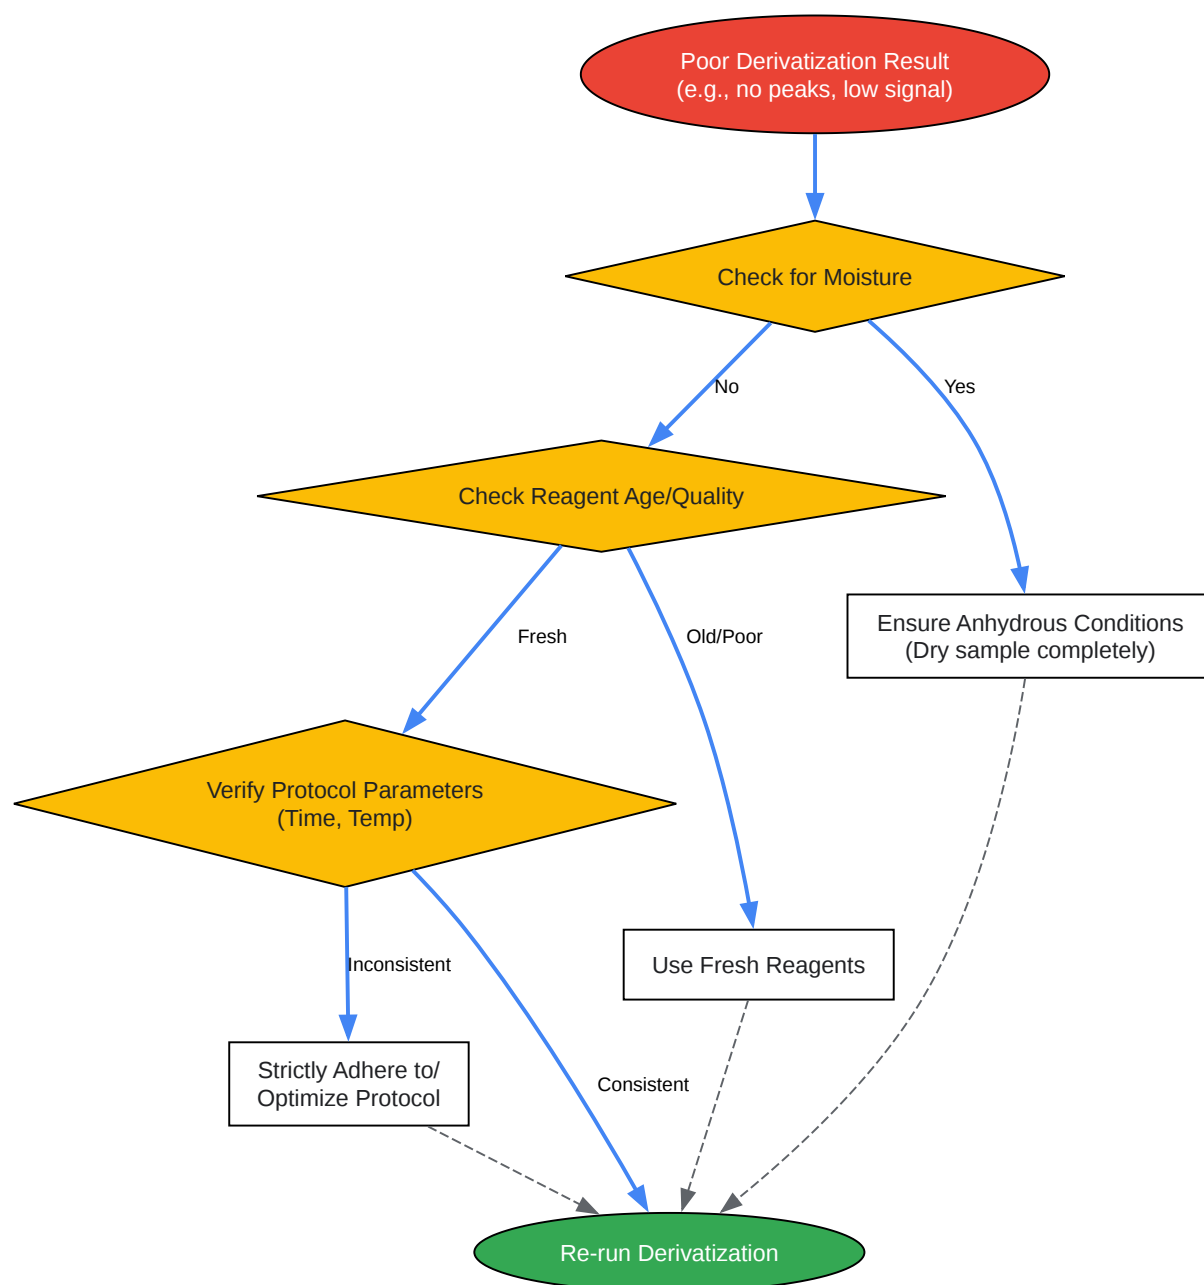 Poor Derivatization Result
(e.g., no peaks, low signal)
Check for Moisture
No
Yes
Check Reagent Age/Quality
Fresh
Old/Poor
Ensure Anhydrous Conditions
(Dry sample completely)
Verify Protocol Parameters
(Time, Temp)
Inconsistent
Use Fresh Reagents
Strictly Adhere to/
Optimize Protocol
Consistent
Re-run Derivatization